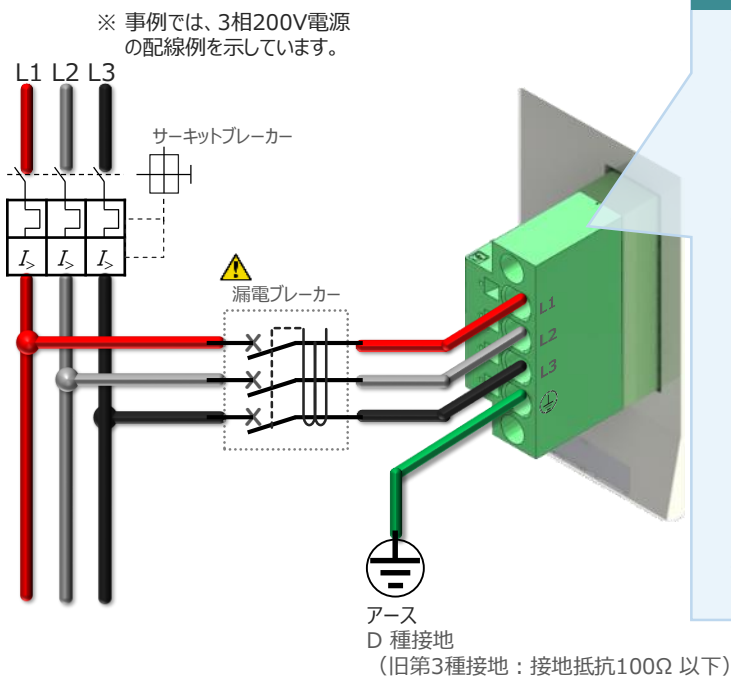 ※ 事例では、3相200V電源
の配線例を示しています。
L1 L2 L3
サーキットブレーカー
I> I> I>
漏電ブレーカー
L1
L2
L3
アース
D 種接地
（旧第3種接地：接地抵抗100Ω 以下）